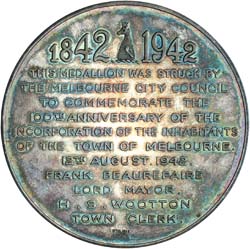 1842 1942
THIS MEDALLION WAS STRUCK BY
THE MELBOURNE CITY COUNCIL
TO COMMEMORATE THE
100TH ANNIVERSARY OF THE
INCORPORATION OF THE INHABITANTS
OF THE TOWN OF MELBOURNE.
12TH AUGUST. 1942
FRANK BEAUREPAIRE
LORD MAYOR.
H. S. WOOTTON
TOWN CLERK.